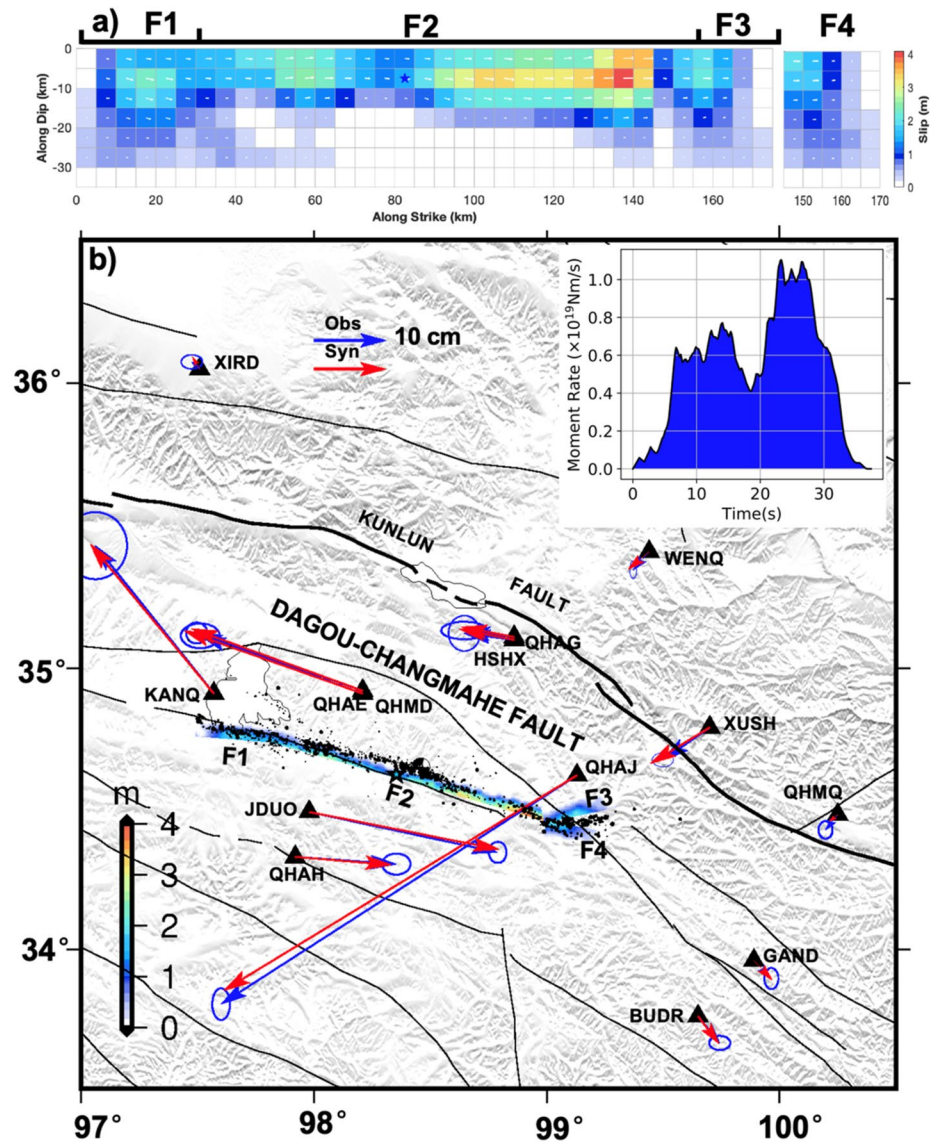 a) F1 F2 F3 F4
0
-10
-20
-30
Along Dip (km)
0 20 40 60 80 100 120 140 160 150 160 170
Along Strike (km)
4
3
2
1
0
Slip (m)
b)
Obs
10 cm
Syn
Moment Rate (×10¹⁹Nm/s)
1.0
0.8
0.6
0.4
0.2
0.0
0 10 20 30
Time(s)
36°
35°
34°
XIRD
KUNLUN
FAULT
WENQ
DAGOU-CHANGMAHE FAULT
QHAG
HSHX
KANQ
QHAE QHMD
XUSH
F1
F2
QHAJ
QHMQ
F3
F4
JDUO
QHAH
m
4
3
2
1
0
GAND
BUDR
97° 98° 99° 100°